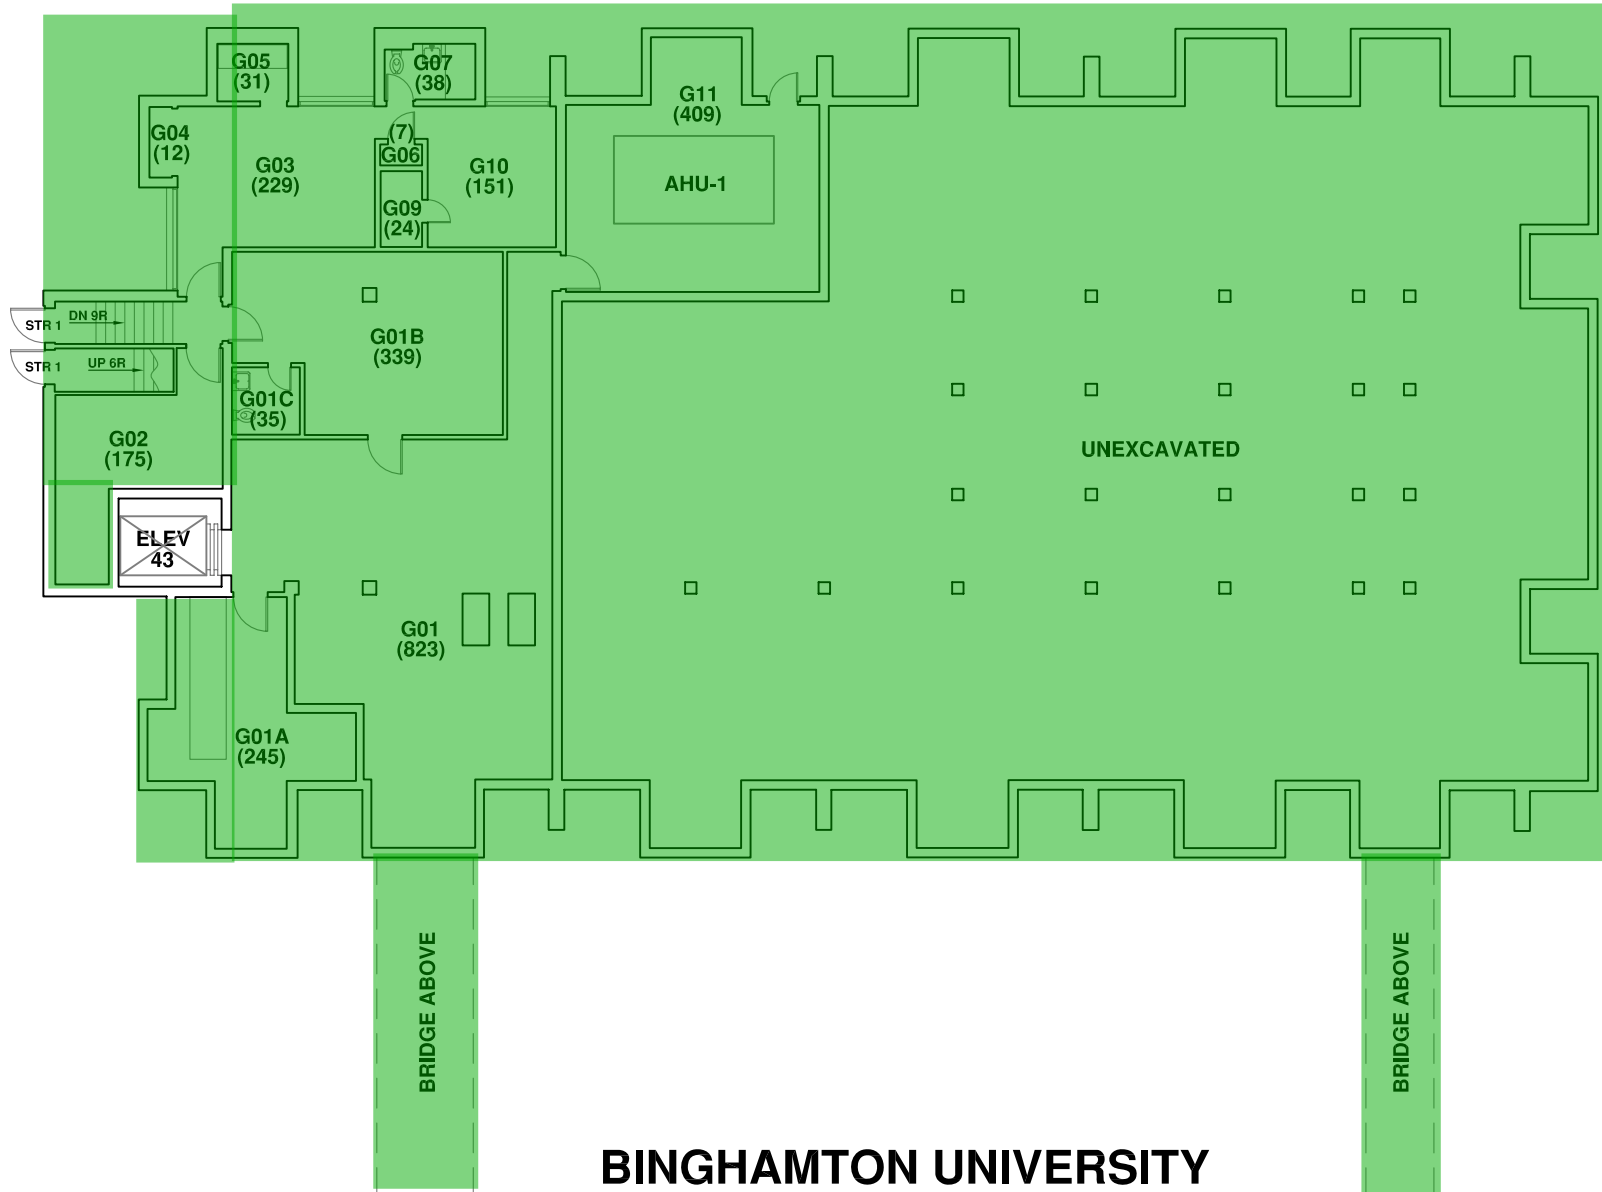 G05
(31)
G07
(38)
G11
(409)
G04
(12)
(7)
G06
G03
(229)
G10
(151)
AHU-1
G09
(24)
STR 1
DN 9R
G01B
(339)
STR 1
UP 6R
G01C
(35)
G02
(175)
UNEXCAVATED
ELEV
43
G01
(823)
G01A
(245)
BRIDGE ABOVE
BRIDGE ABOVE
BINGHAMTON UNIVERSITY